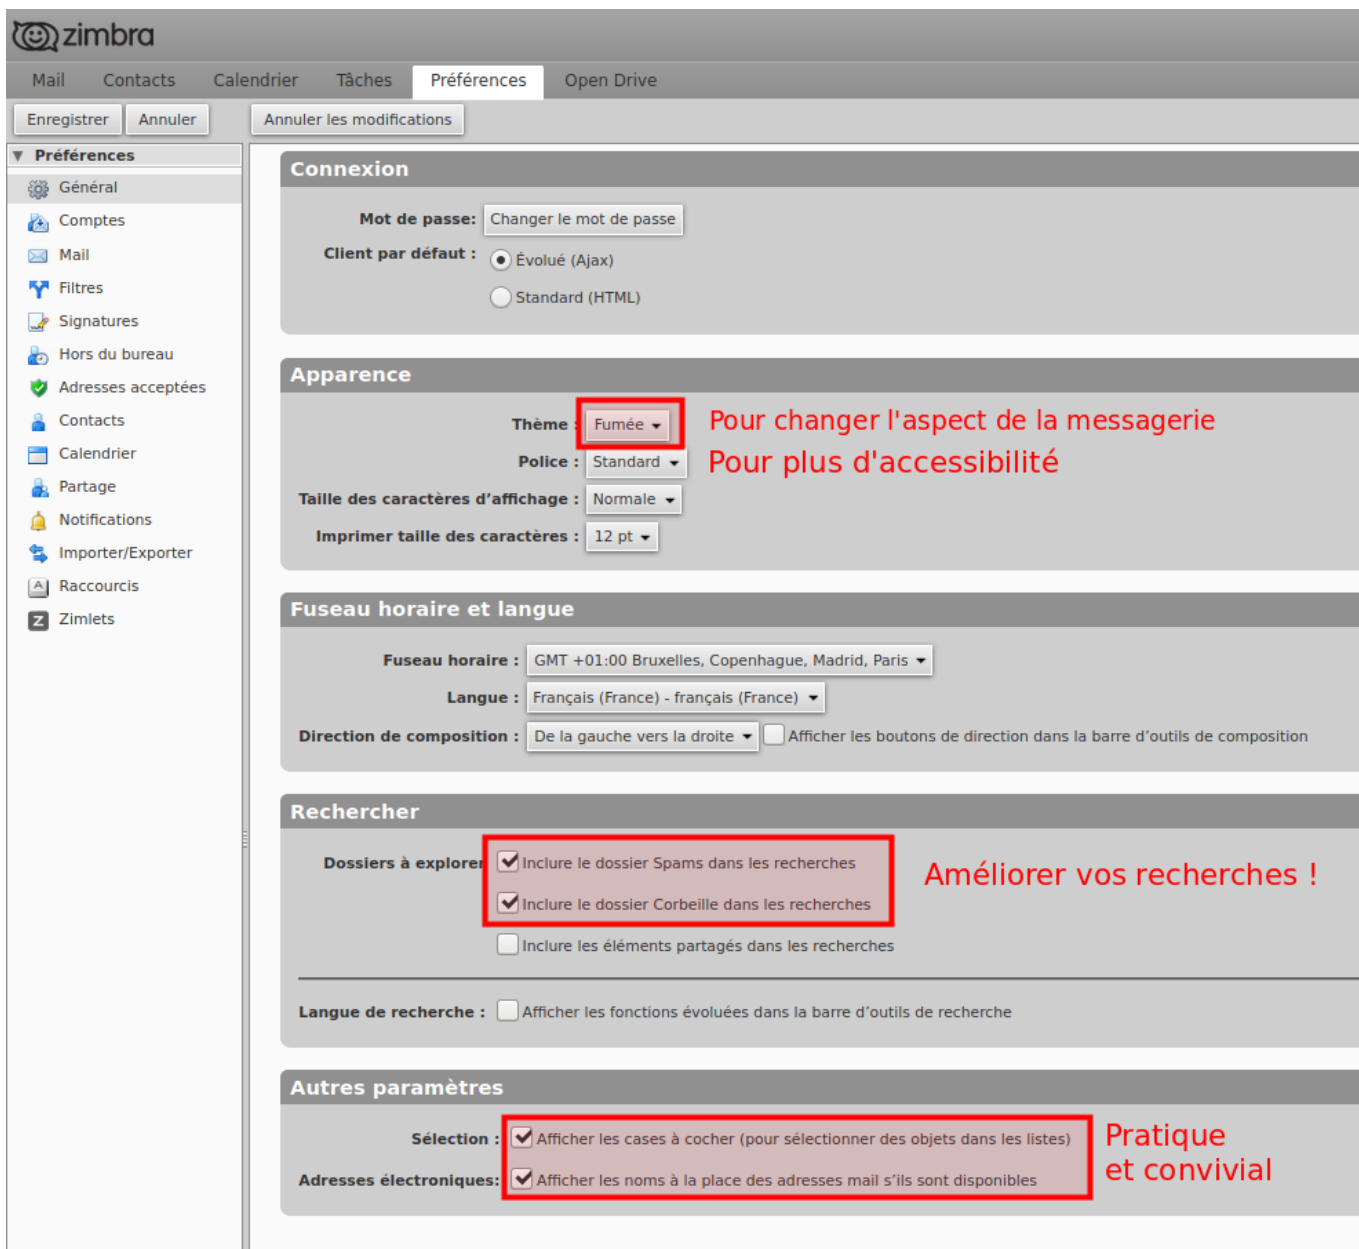 zimbra
Mail Contacts Calendrier Tâches Préférences Open Drive
Enregistrer Annuler Annuler les modifications
Préférences
Général
Comptes
Mail
Filtres
Signatures
Hors du bureau
Adresses acceptées
Contacts
Calendrier
Partage
Notifications
Importer/Exporter
Raccourcis
Zimlets
Connexion
Mot de passe: Changer le mot de passe
Client par défaut : Évolué (Ajax)
Standard (HTML)
Apparence
Thème : Fumée Pour changer l'aspect de la messagerie
Police : Standard Pour plus d'accessibilité
Taille des caractères d’affichage : Normale
Imprimer taille des caractères : 12 pt
Fuseau horaire et langue
Fuseau horaire : GMT +01:00 Bruxelles, Copenhague, Madrid, Paris
Langue : Français (France) - français (France)
Direction de composition : De la gauche vers la droite Afficher les boutons de direction dans la barre d’outils de composition
Rechercher
Dossiers à explorer Inclure le dossier Spams dans les recherches
Améliorer vos recherches !
Inclure le dossier Corbeille dans les recherches
Inclure les éléments partagés dans les recherches
Langue de recherche : Afficher les fonctions évoluées dans la barre d’outils de recherche
Autres paramètres
Sélection : Afficher les cases à cocher (pour sélectionner des objets dans les listes) Pratique
Adresses électroniques: Afficher les noms à la place des adresses mail s’ils sont disponibles et convivial